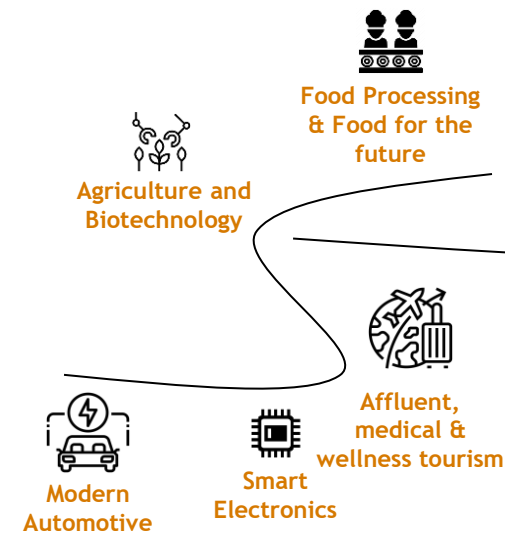 Food Processing
& Food for the
future
Agriculture and
Biotechnology
Affluent,
medical &
wellness tourism
Smart
Electronics
Modern
Automotive